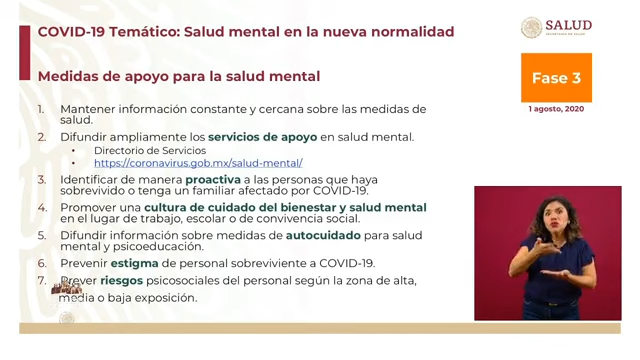 COVID-19 Temático: Salud mental en la nueva normalidad
SALUD
SECRETARÍA DE SALUD
Medidas de apoyo para la salud mental
Fase 3
1 agosto, 2020
1. Mantener información constante y cercana sobre las medidas de
salud.
2. Difundir ampliamente los servicios de apoyo en salud mental.
• Directorio de Servicios
• https://coronavirus.gob.mx/salud-mental/
3. Identificar de manera proactiva a las personas que haya
sobrevivido o tenga un familiar afectado por COVID-19.
4. Promover una cultura de cuidado del bienestar y salud mental
en el lugar de trabajo, escolar o de convivencia social.
5. Difundir información sobre medidas de autocuidado para salud
mental y psicoeducación.
6. Prevenir estigma de personal sobreviviente a COVID-19.
7. Prever riesgos psicosociales del personal según la zona de alta,
media o baja exposición.